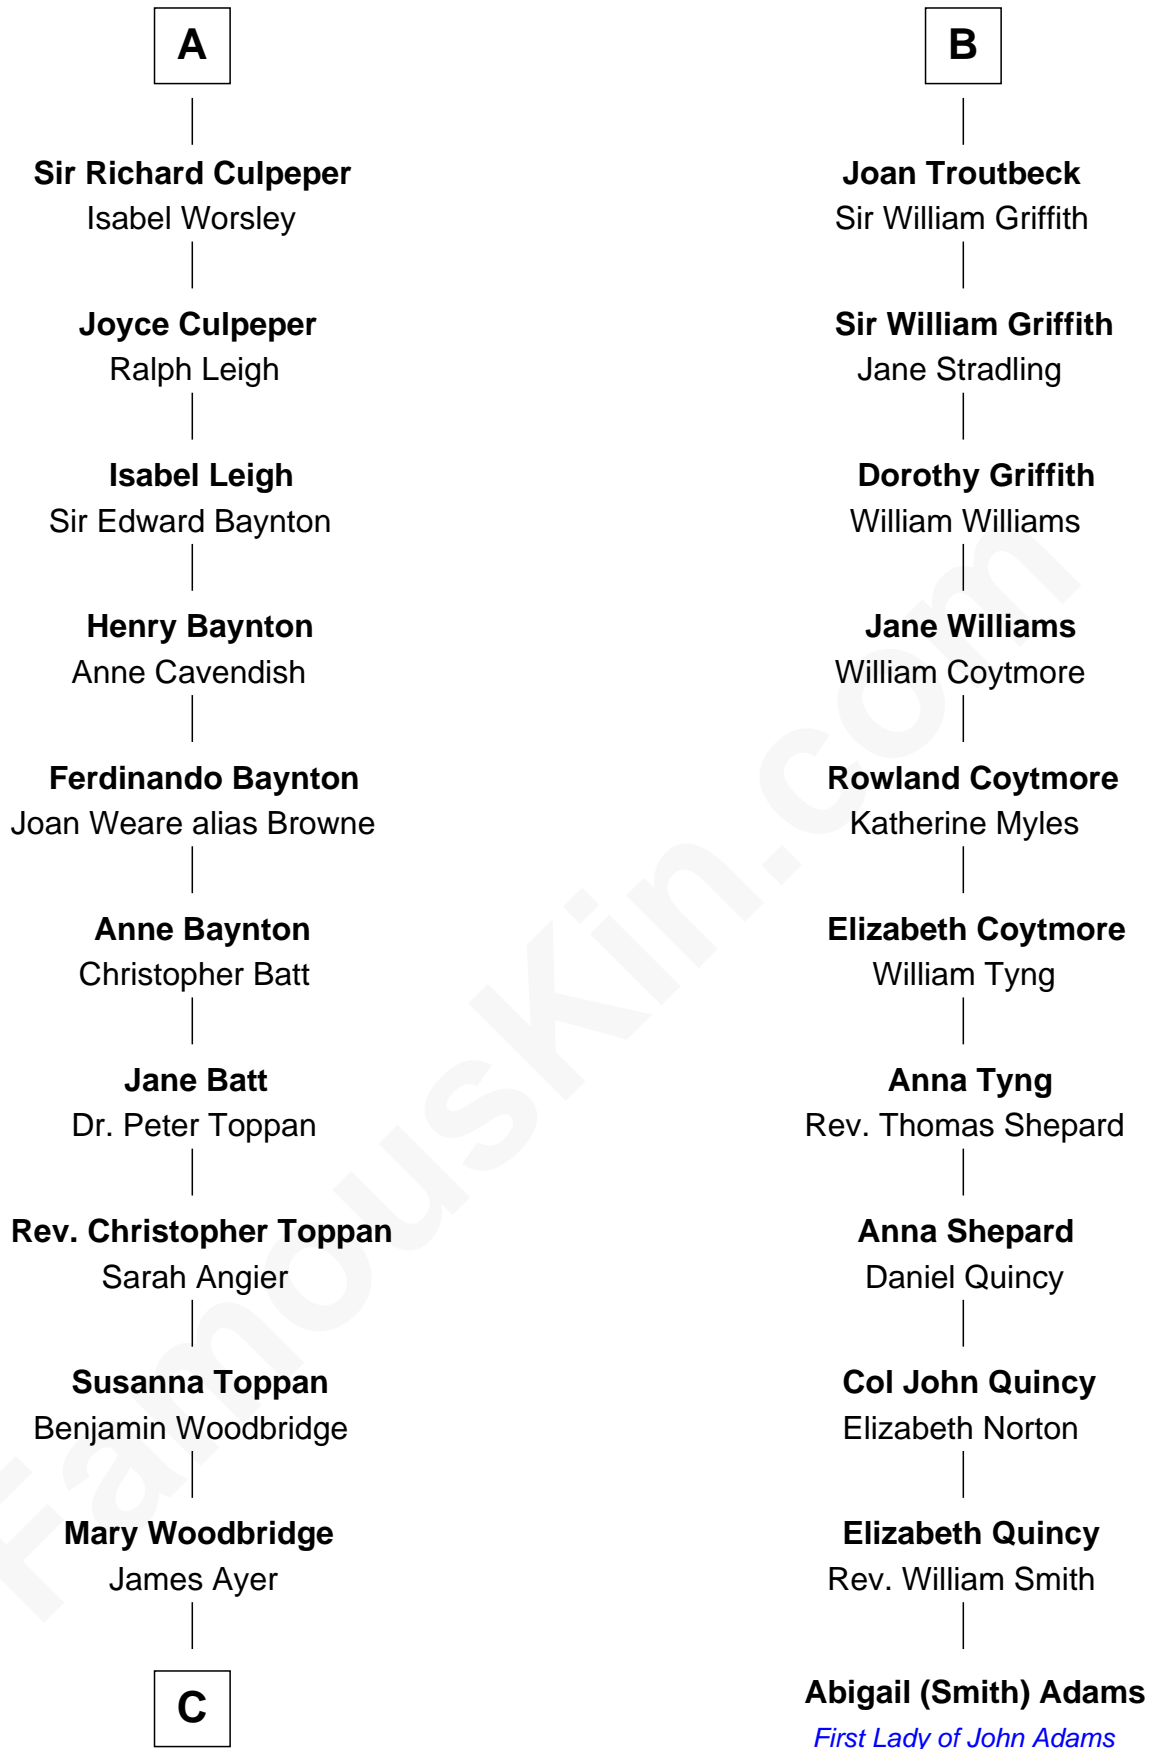 A
Sir Richard Culpeper
Isabel Worsley
Joyce Culpeper
Ralph Leigh
Isabel Leigh
Sir Edward Baynton
Henry Baynton
Anne Cavendish
Ferdinando Baynton
Joan Weare alias Browne
Anne Baynton
Christopher Batt
Jane Batt
Dr. Peter Toppan
Rev. Christopher Toppan
Sarah Angier
Susanna Toppan
Benjamin Woodbridge
Mary Woodbridge
James Ayer
C
B
Joan Troutbeck
Sir William Griffith
Sir William Griffith
Jane Stradling
Dorothy Griffith
William Williams
Jane Williams
William Coytmore
Rowland Coytmore
Katherine Myles
Elizabeth Coytmore
William Tyng
Anna Tyng
Rev. Thomas Shepard
Anna Shepard
Daniel Quincy
Col John Quincy
Elizabeth Norton
Elizabeth Quincy
Rev. William Smith
Abigail (Smith) Adams
First Lady of John Adams
FamousKin.com